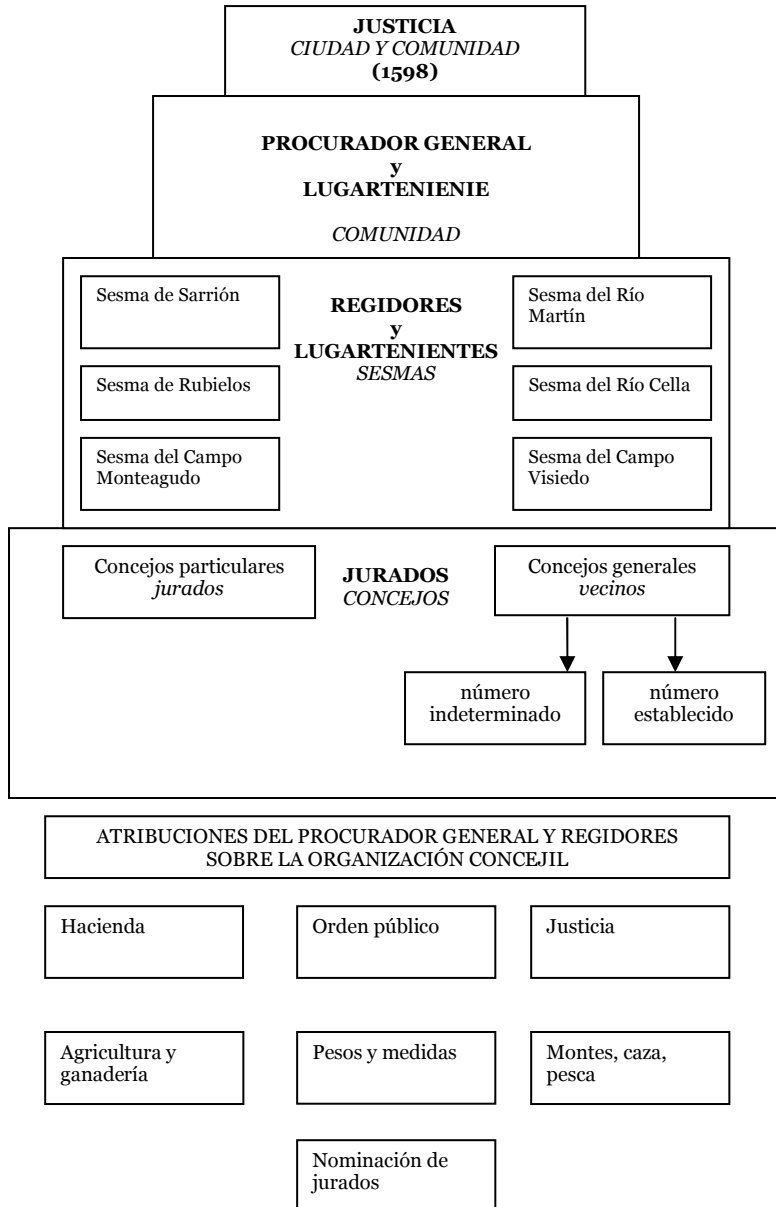 JUSTICIA
CIUDAD Y COMUNIDAD
(1598)
PROCURADOR GENERAL
y
LUGARTENIENIE
COMUNIDAD
Sesma de Sarrión
REGIDORES
y
LUGARTENIENTES
SESMAS
Sesma del Río
Martín
Sesma de Rubielos
Sesma del Río Cella
Sesma del Campo
Monteagudo
Sesma del Campo
Visiedo
Concejos particulares
jurados
JURADOS
CONCEJOS
Concejos generales
vecinos
número
indeterminado
número
establecido
ATRIBUCIONES DEL PROCURADOR GENERAL Y REGIDORES
SOBRE LA ORGANIZACIÓN CONCEJIL
Hacienda
Orden público
Justicia
Agricultura y
ganadería
Pesos y medidas
Montes, caza,
pesca
Nominación de
jurados